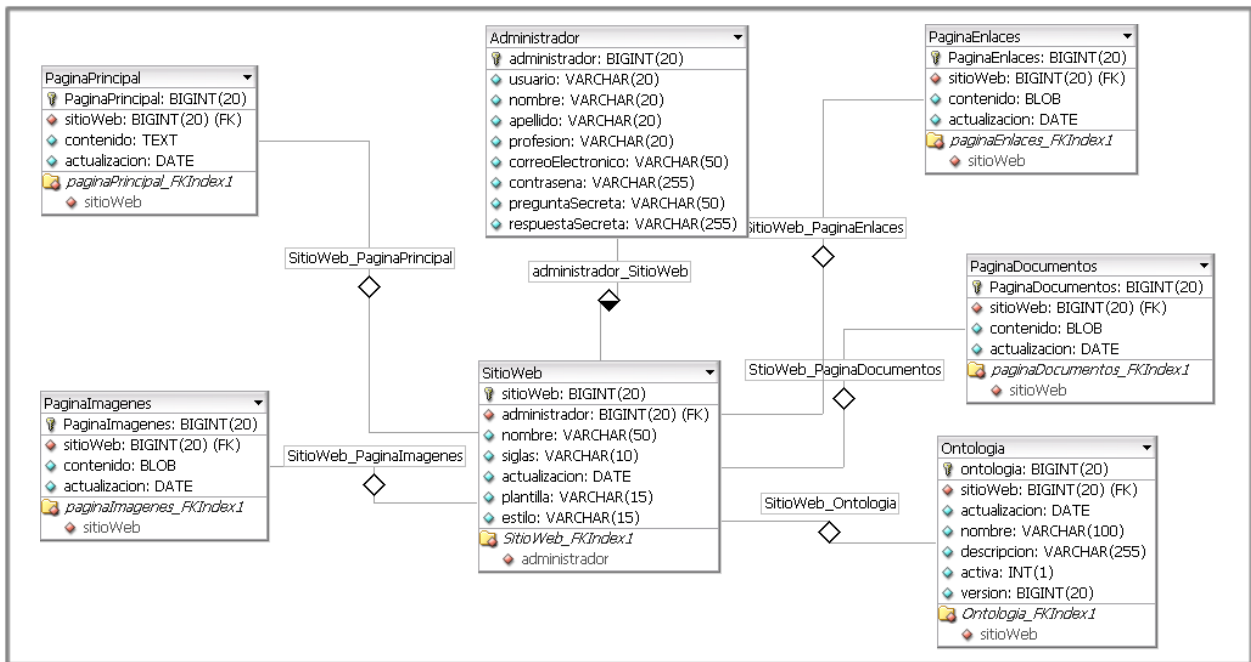 Administrador
administrador: BIGINT(20)
usuario: VARCHAR(20)
nombre: VARCHAR(20)
apellido: VARCHAR(20)
profesion: VARCHAR(20)
correoElectronico: VARCHAR(50)
contrasena: VARCHAR(255)
preguntaSecreta: VARCHAR(50)
respuestaSecreta: VARCHAR(255)
PaginaEnlaces
PaginaEnlaces: BIGINT(20)
sitioWeb: BIGINT(20) (FK)
contenido: BLOB
actualizacion: DATE
paginaEnlaces_FKIndex1
sitioWeb
PaginaPrincipal
PaginaPrincipal: BIGINT(20)
sitioWeb: BIGINT(20) (FK)
contenido: TEXT
actualizacion: DATE
paginaPrincipal_FKIndex1
sitioWeb
SitioWeb_PaginaPrincipal
administrador_SitioWeb
SitioWeb_PaginaEnlaces
PaginaDocumentos
PaginaDocumentos: BIGINT(20)
sitioWeb: BIGINT(20) (FK)
contenido: BLOB
actualizacion: DATE
paginaDocumentos_FKIndex1
sitioWeb
StioWeb_PaginaDocumentos
SitioWeb
sitioWeb: BIGINT(20)
administrador: BIGINT(20) (FK)
nombre: VARCHAR(50)
siglas: VARCHAR(10)
actualizacion: DATE
plantilla: VARCHAR(15)
estilo: VARCHAR(15)
SitioWeb_FKIndex1
administrador
PaginaImagenes
PaginaImagenes: BIGINT(20)
sitioWeb: BIGINT(20) (FK)
contenido: BLOB
actualizacion: DATE
paginaImagenes_FKIndex1
sitioWeb
SitioWeb_PaginaImagenes
SitioWeb_Ontologia
Ontologia
ontologia: BIGINT(20)
sitioWeb: BIGINT(20) (FK)
actualizacion: DATE
nombre: VARCHAR(100)
descripcion: VARCHAR(255)
activa: INT(1)
version: BIGINT(20)
Ontologia_FKIndex1
sitioWeb